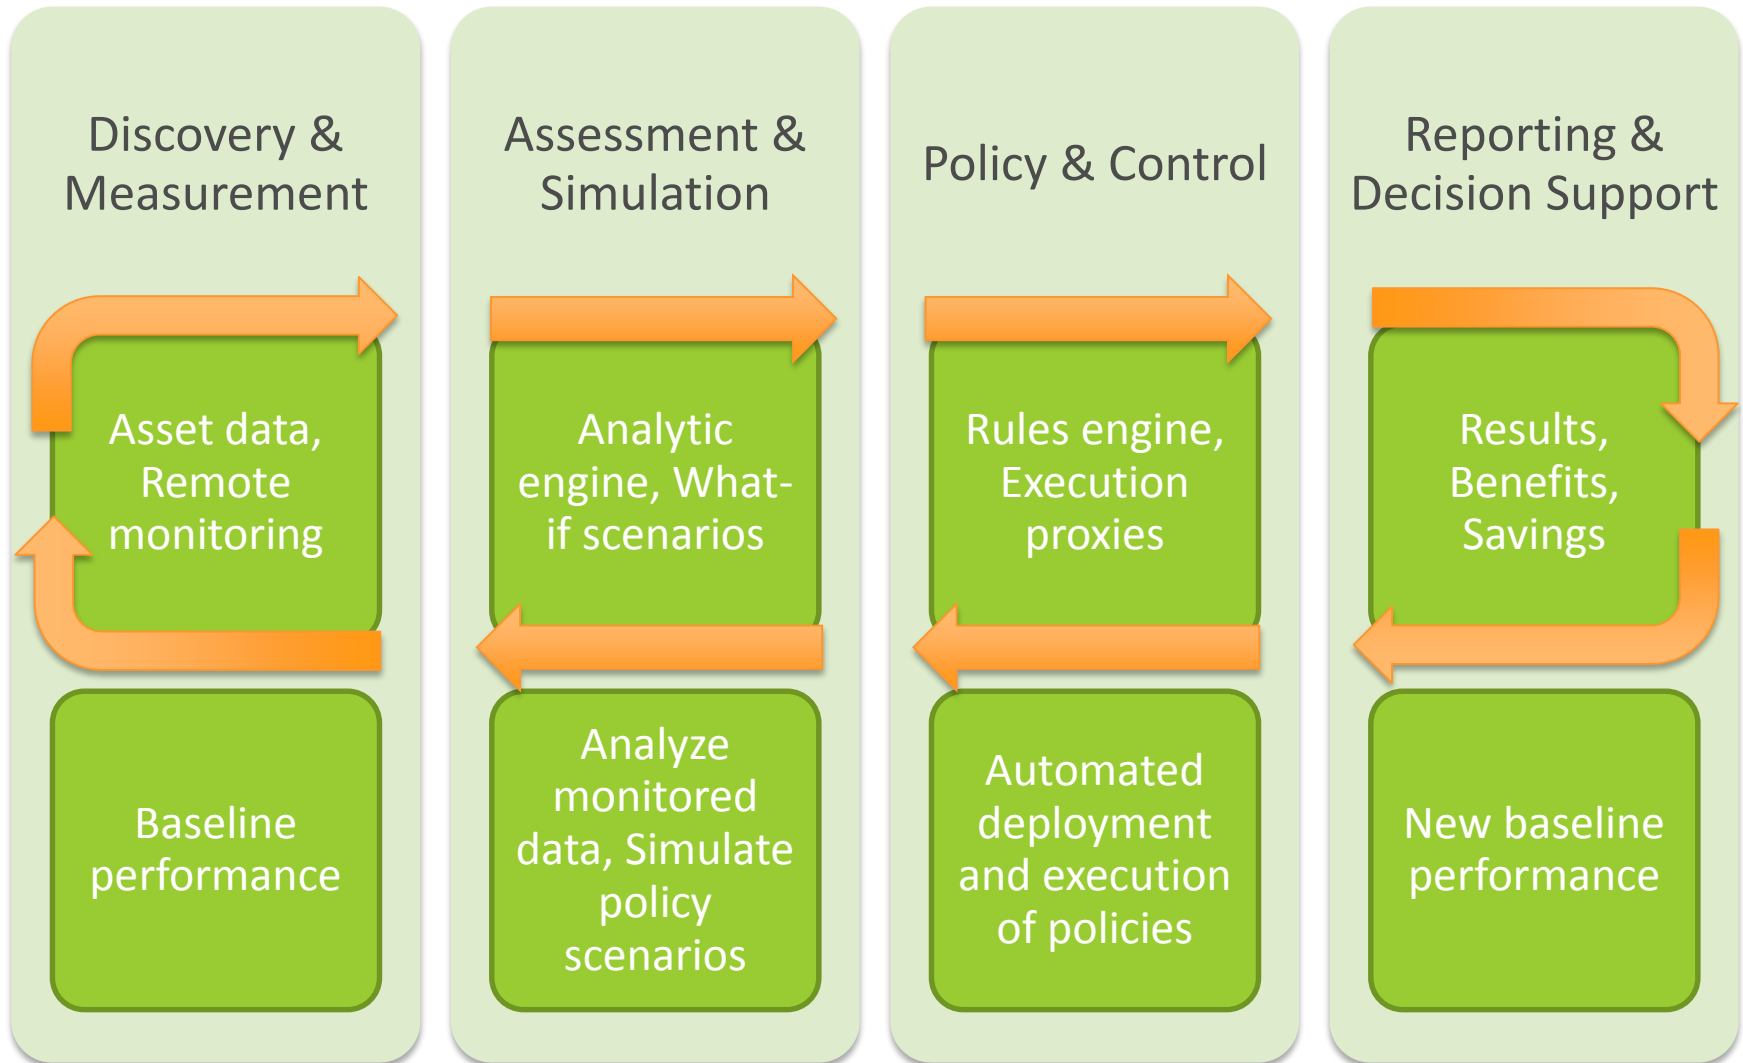 Discovery &
Measurement
Asset data,
Remote
monitoring
Baseline
performance
Assessment &
Simulation
Analytic
engine, What-
if scenarios
Analyze
monitored
data, Simulate
policy
scenarios
Policy & Control
Rules engine,
Execution
proxies
Automated
deployment
and execution
of policies
Reporting &
Decision Support
Results,
Benefits,
Savings
New baseline
performance